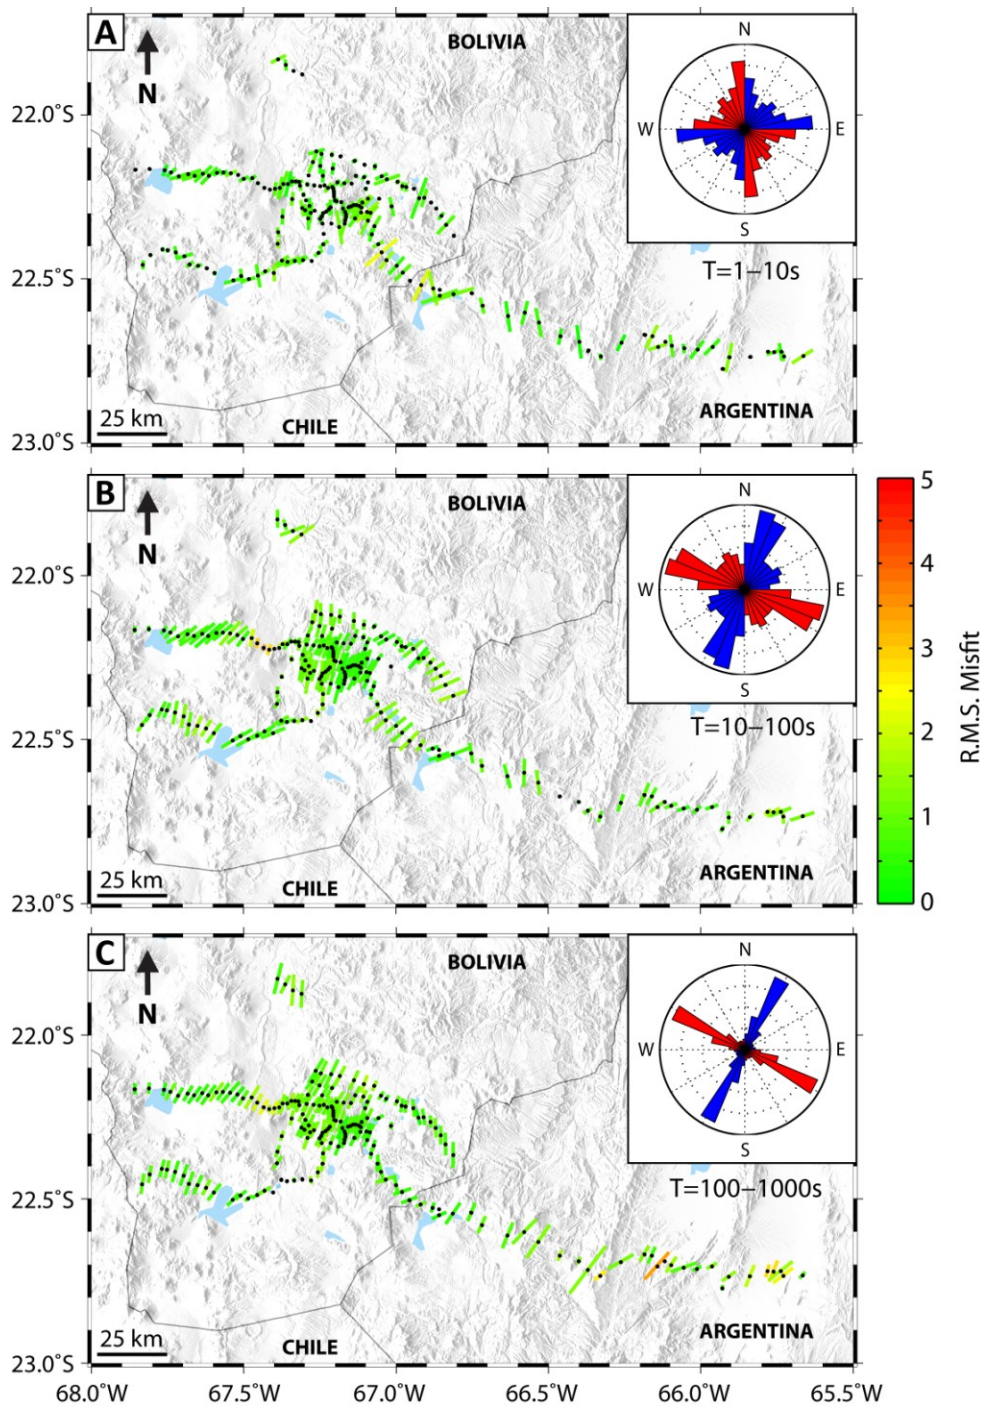 A
N
BOLIVIA
N
W
E
S
T=1–10s
22.0°S
22.5°S
23.0°S
25 km
CHILE
ARGENTINA
B
N
BOLIVIA
N
W
E
S
T=10–100s
22.0°S
22.5°S
23.0°S
25 km
CHILE
ARGENTINA
5
4
3
2
1
0
R.M.S. Misfit
C
N
BOLIVIA
N
W
E
S
T=100–1000s
22.0°S
22.5°S
23.0°S
25 km
CHILE
ARGENTINA
68.0°W 67.5°W 67.0°W 66.5°W 66.0°W 65.5°W